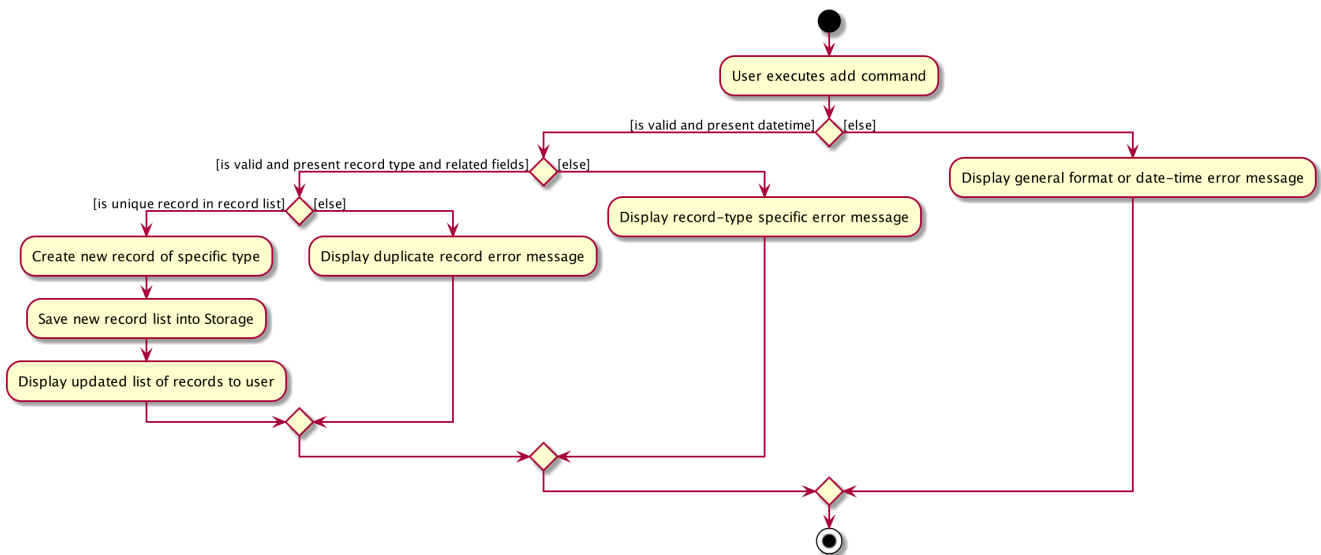 User executes add command
[is valid and present datetime]
[else]
[is valid and present record type and related fields]
[else]
Display general format or date-time error message
[is unique record in record list]
[else]
Display record-type specific error message
Create new record of specific type
Display duplicate record error message
Save new record list into Storage
Display updated list of records to user